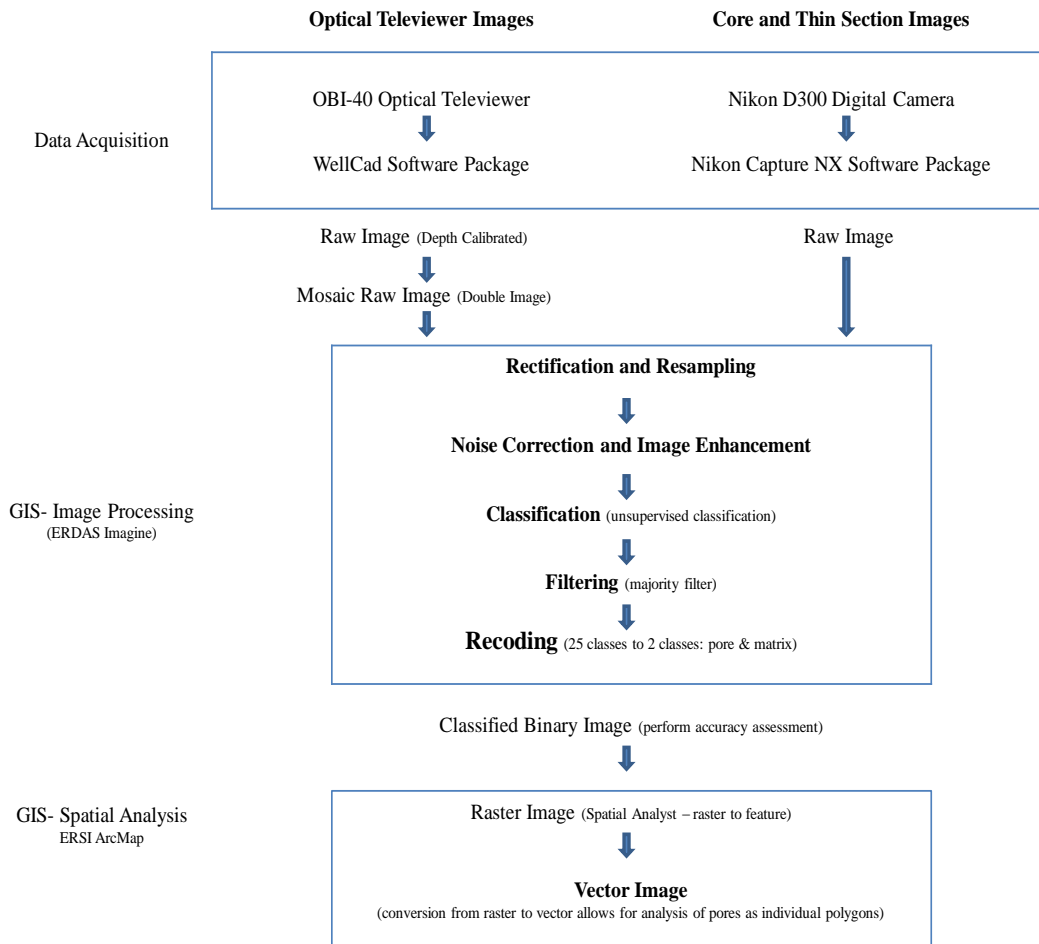 Optical Televiewer Images
Core and Thin Section Images
Data Acquisition
OBI-40 Optical Televiewer
Nikon D300 Digital Camera
WellCad Software Package
Nikon Capture NX Software Package
Raw Image (Depth Calibrated)
Raw Image
Mosaic Raw Image (Double Image)
GIS- Image Processing
(ERDAS Imagine)
Rectification and Resampling
Noise Correction and Image Enhancement
Classification (unsupervised classification)
Filtering (majority filter)
Recoding (25 classes to 2 classes: pore & matrix)
Classified Binary Image (perform accuracy assessment)
GIS- Spatial Analysis
ERSI ArcMap
Raster Image (Spatial Analyst – raster to feature)
Vector Image
(conversion from raster to vector allows for analysis of pores as individual polygons)